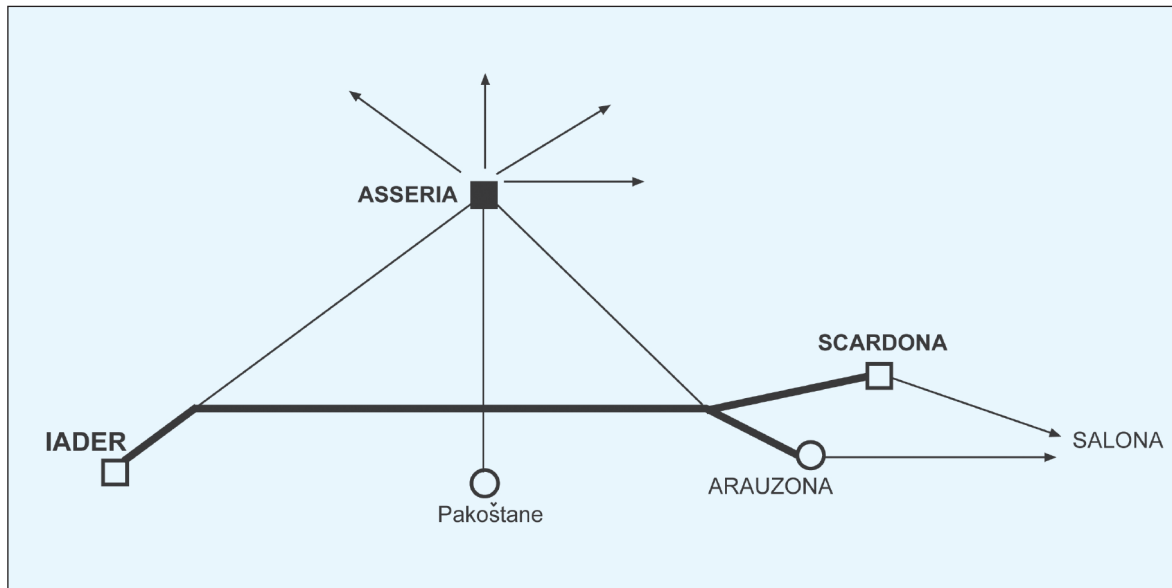 ASSERIA
SCARDONA
IADER
SALONA
ARAUZONA
Pakoštane